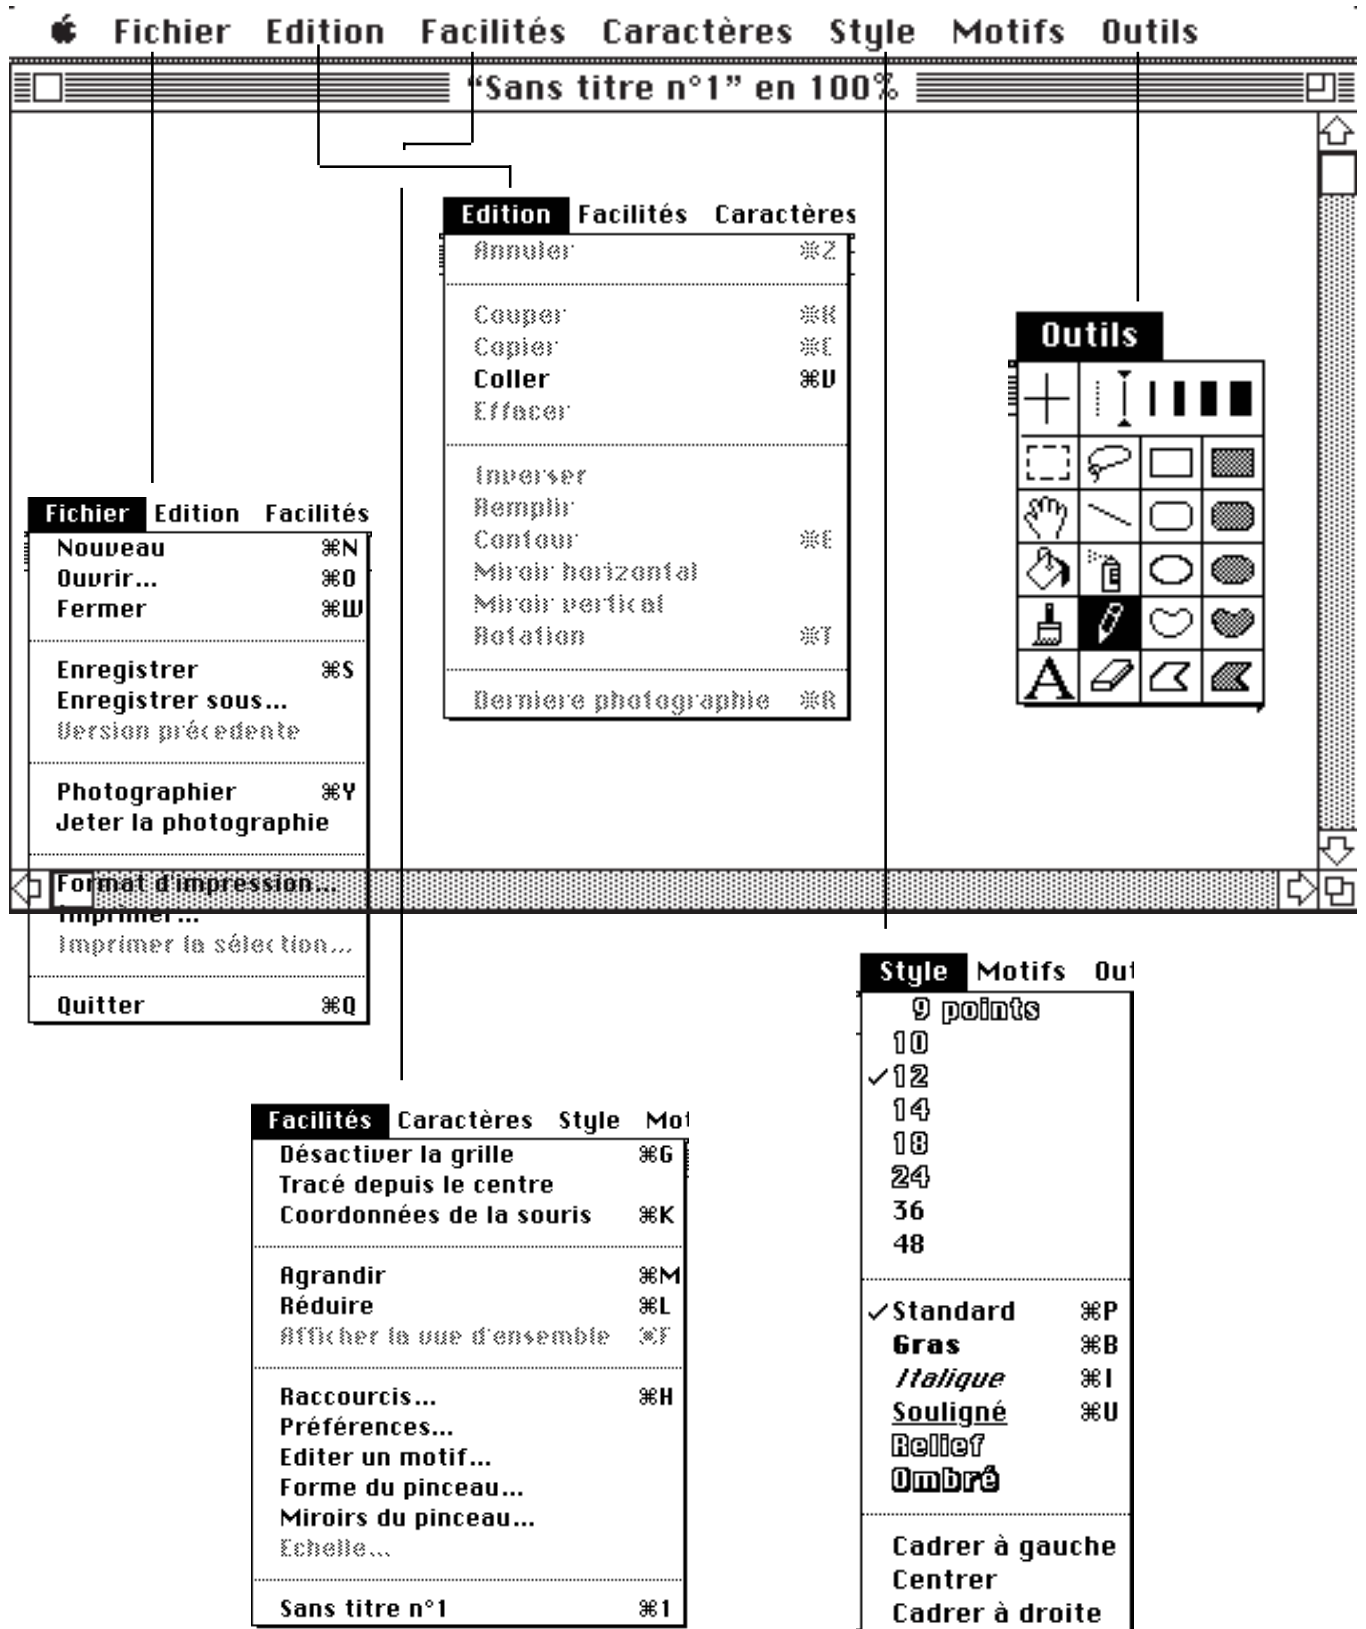 Fichier Edition Facilités Caractères Style Motifs Outils
“Sans titre n°1” en 100%
Edition Facilités Caractères
Annuler ⌘Z
Couper ⌘X
Copier ⌘C
Coller ⌘V
Effacer
Inverser
Remplir
Contour ⌘E
Miroir horizontal
Miroir vertical
Rotation ⌘T
Derniere photographie ⌘R
Outils
A
Fichier Edition Facilités
Nouveau ⌘N
Ouvrir... ⌘O
Fermer ⌘W
Enregistrer ⌘S
Enregistrer sous...
Version précedente
Photographier ⌘Y
Jeter la photographie
Format d'impression...
Imprimer...
Imprimer la sélection...
Quitter ⌘Q
Facilités Caractères Style Mot
Désactiver la grille ⌘G
Tracé depuis le centre
Coordonnées de la souris ⌘K
Agrandir ⌘M
Réduire ⌘L
Afficher la vue d'ensemble ⌘F
Raccourcis... ⌘H
Préférences...
Editer un motif...
Forme du pinceau...
Miroirs du pinceau...
Echelle...
Sans titre n°1 ⌘1
Style Motifs Out
9 points
10
✓12
14
18
24
36
48
✓Standard ⌘P
Gras ⌘B
Italique ⌘I
Souligné ⌘U
Relief
Ombré
Cadrer à gauche
Centrer
Cadrer à droite